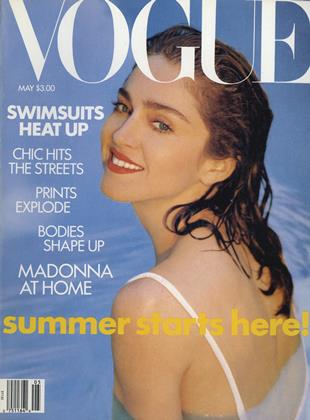 VOGUE
MAY $3.00
SWIMSUITS
HEAT UP
CHIC HITS
THE STREETS
PRINTS
EXPLODE
BODIES
SHAPE UP
MADONNA
AT HOME
summer starts here!
05